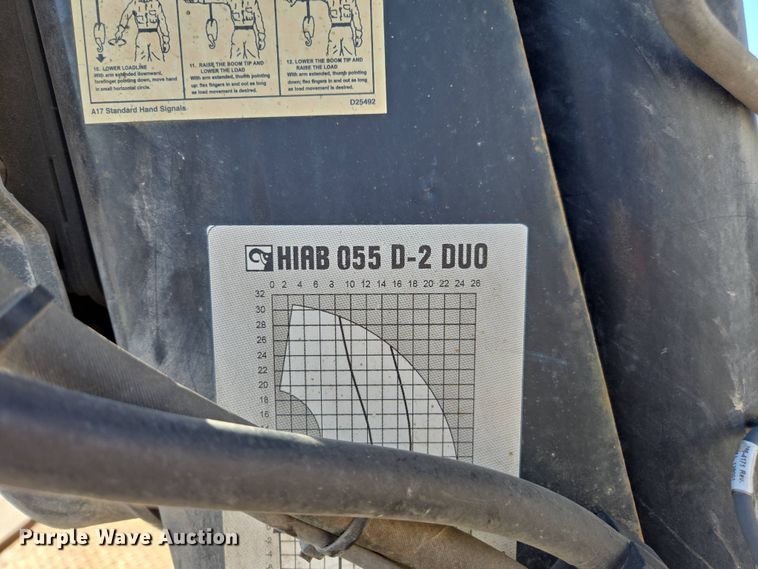 10. LOWER LOADLINE
With arm extended downward,
forefinger pointing down, move hand
in small horizontal circle.
11. RAISE THE BOOM TIP AND
LOWER THE LOAD
With arm extended, thumb pointing
up; flex fingers in and out as long
as load movement is desired.
12. LOWER THE BOOM TIP AND
RAISE THE LOAD
With arm extended, thumb pointing
down; flex fingers in and out as long
as load movement is desired.
A17 Standard Hand Signals
D25492
HIAB 055 D-2 DUO
0 2 4 6 8 10 12 14 16 18 20 22 24 26
32
30
28
26
24
22
20
18
16
14
Purple Wave Auction